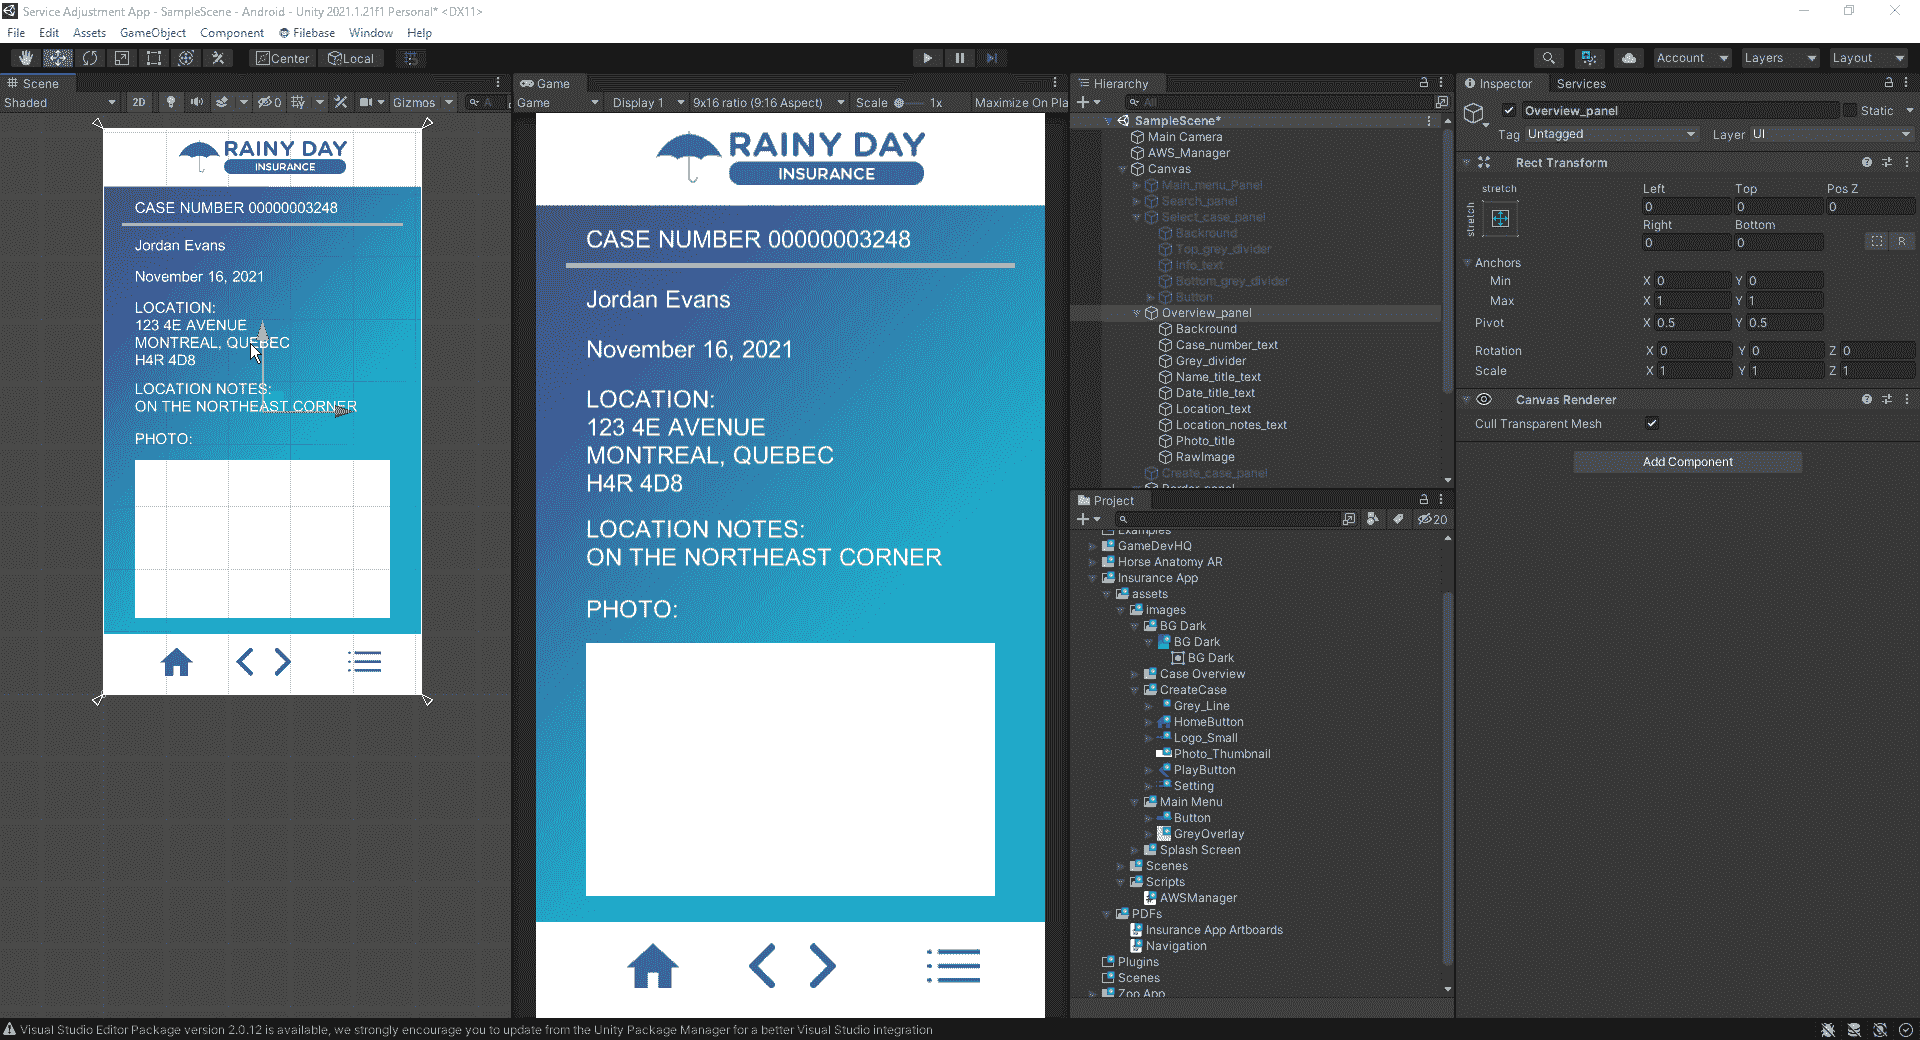 Service Adjustment App - SampleScene - Android - Unity 2021.1.21f1 Personal* <DX11>
File Edit Assets GameObject Component Filebase Window Help
Center Local
Account Layers Layout
Scene
Shaded 2D 0 Gizmos A
RAINY DAY
INSURANCE
CASE NUMBER 00000003248
Jordan Evans
November 16, 2021
LOCATION:
123 4E AVENUE
MONTREAL, QUEBEC
H4R 4D8
LOCATION NOTES:
ON THE NORTHEAST CORNER
PHOTO:
Game
Game Display 1 9x16 ratio (9:16 Aspect) Scale 1x Maximize On Pla
RAINY DAY
INSURANCE
CASE NUMBER 00000003248
Jordan Evans
November 16, 2021
LOCATION:
123 4E AVENUE
MONTREAL, QUEBEC
H4R 4D8
LOCATION NOTES:
ON THE NORTHEAST CORNER
PHOTO:
Hierarchy
All
SampleScene*
Main Camera
AWS_Manager
Canvas
Main_menu_Panel
Search_panel
Select_case_panel
Backround
Top_grey_divider
Info_text
Bottom_grey_divider
Button
Overview_panel
Backround
Case_number_text
Grey_divider
Name_title_text
Date_title_text
Location_text
Location_notes_text
Photo_title
RawImage
Create_case_panel
Border_panel
Project
20
Examples
GameDevHQ
Horse Anatomy AR
Insurance App
assets
images
BG Dark
BG Dark
BG Dark
Case Overview
CreateCase
Grey_Line
HomeButton
Logo_Small
Photo_Thumbnail
PlayButton
Setting
Main Menu
Button
GreyOverlay
Splash Screen
Scenes
Scripts
AWSManager
PDFs
Insurance App Artboards
Navigation
Plugins
Scenes
Zoo App
Inspector Services
Overview_panel Static
Tag Untagged Layer UI
Rect Transform
stretch Left Top Pos Z
stretch 0 0 0
Right Bottom
0 0 R
Anchors
Min X 0 Y 0
Max X 1 Y 1
Pivot X 0.5 Y 0.5
Rotation X 0 Y 0 Z 0
Scale X 1 Y 1 Z 1
Canvas Renderer
Cull Transparent Mesh
Add Component
Visual Studio Editor Package version 2.0.12 is available, we strongly encourage you to update from the Unity Package Manager for a better Visual Studio integration